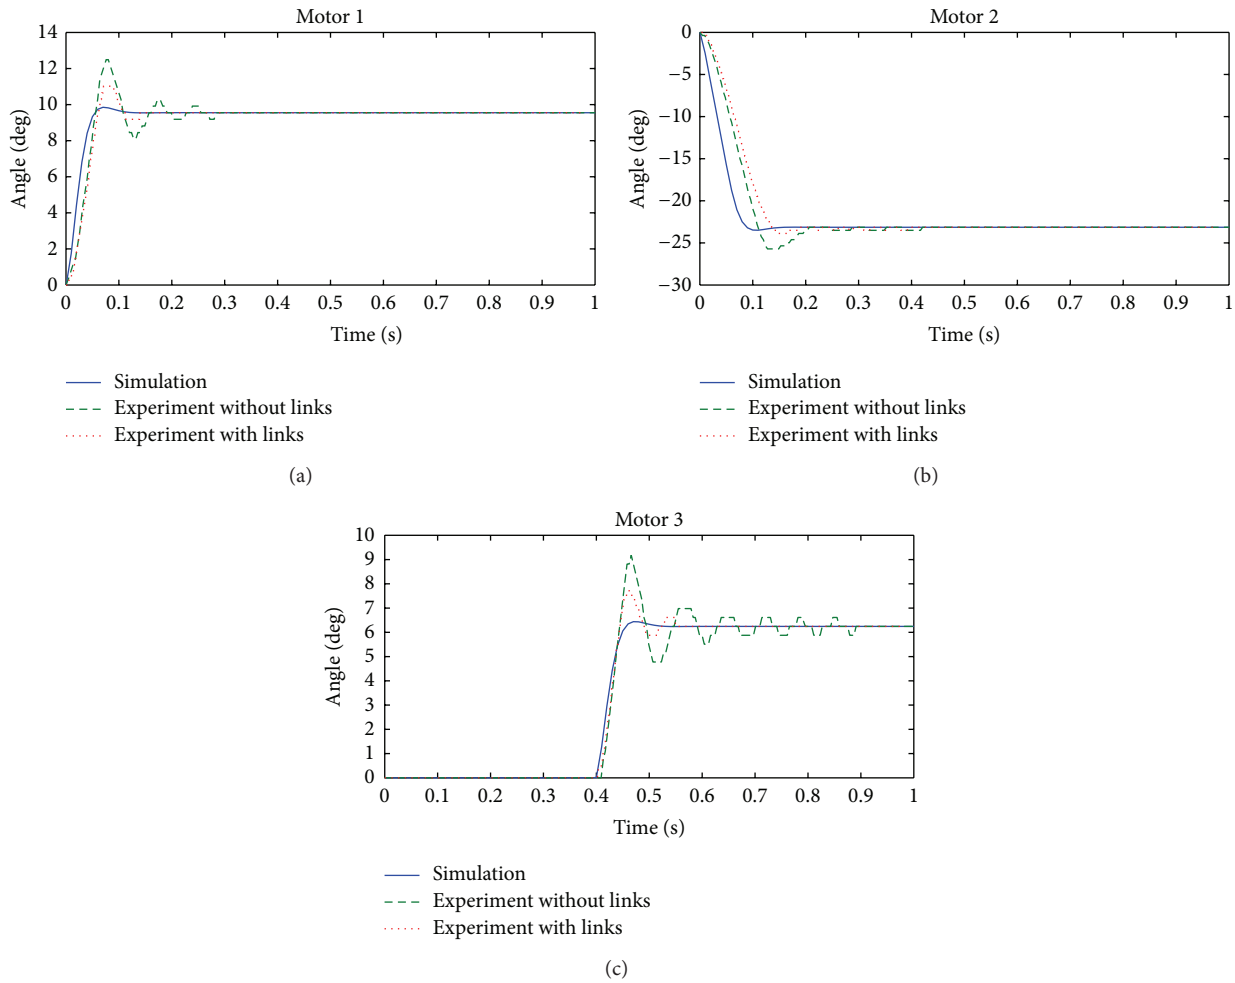 Motor 1
14
12
10
8
6
4
2
0
Angle (deg)
0 0.1 0.2 0.3 0.4 0.5 0.6 0.7 0.8 0.9 1
Time (s)
Simulation
Experiment without links
Experiment with links
(a)
Motor 2
0
−5
−10
−15
−20
−25
−30
Angle (deg)
0 0.1 0.2 0.3 0.4 0.5 0.6 0.7 0.8 0.9 1
Time (s)
Simulation
Experiment without links
Experiment with links
(b)
Motor 3
10
9
8
7
6
5
4
3
2
1
0
Angle (deg)
0 0.1 0.2 0.3 0.4 0.5 0.6 0.7 0.8 0.9 1
Time (s)
Simulation
Experiment without links
Experiment with links
(c)